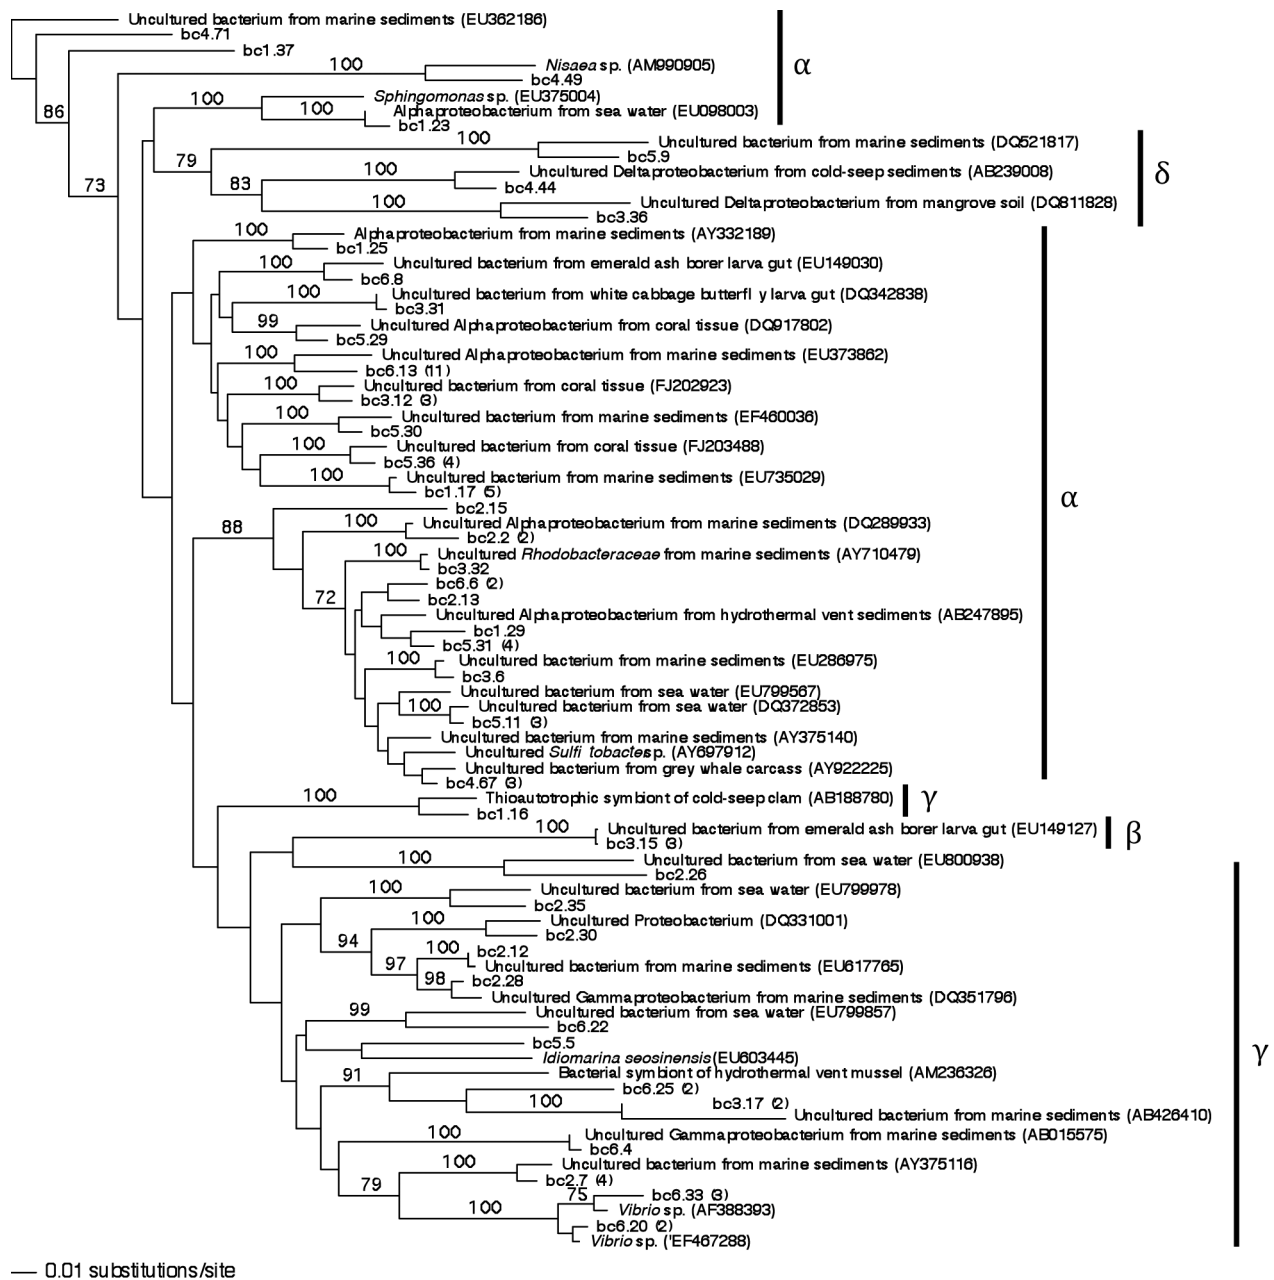 Uncultured bacterium from marine sediments (EU362186)
bc4.71
bc1.37
100
Nisaea sp. (AM990905)
bc4.49
α
86
100
Sphingomonas sp. (EU375004)
100
Alphaproteobacterium from sea water (EU098003)
bc1.23
100
Uncultured bacterium from marine sediments (DQ521817)
bc5.9
79
100
Uncultured Deltaproteobacterium from cold-seep sediments (AB239008)
δ
73
83
bc4.44
100
Uncultured Deltaproteobacterium from mangrove soil (DQ811828)
bc3.36
100
Alphaproteobacterium from marine sediments (AY332189)
bc1.25
100
Uncultured bacterium from emerald ash borer larva gut (EU149030)
bc6.8
100
Uncultured bacterium from white cabbage butterfl y larva gut (DQ342838)
bc3.31
99
Uncultured Alphaproteobacterium from coral tissue (DQ917802)
bc5.29
100
Uncultured Alphaproteobacterium from marine sediments (EU373862)
bc6.13 (11)
100
Uncultured bacterium from coral tissue (FJ202923)
bc3.12 (3)
100
Uncultured bacterium from marine sediments (EF460036)
bc5.30
100
Uncultured bacterium from coral tissue (FJ203488)
bc5.36 (4)
100
Uncultured bacterium from marine sediments (EU735029)
bc1.17 (5)
α
bc2.15
88
100
Uncultured Alphaproteobacterium from marine sediments (DQ289933)
bc2.2 (2)
100
Uncultured Rhodobacteraceae from marine sediments (AY710479)
bc3.32
bc6.6 (2)
72
bc2.13
Uncultured Alphaproteobacterium from hydrothermal vent sediments (AB247895)
bc1.29
bc5.31 (4)
100
Uncultured bacterium from marine sediments (EU286975)
bc3.6
Uncultured bacterium from sea water (EU799567)
100
Uncultured bacterium from sea water (DQ372853)
bc5.11 (3)
Uncultured bacterium from marine sediments (AY375140)
Uncultured Sulfi tobacter sp. (AY697912)
Uncultured bacterium from grey whale carcass (AY922225)
bc4.67 (3)
100
Thioautotrophic symbiont of cold-seep clam (AB188780)
γ
bc1.16
100
Uncultured bacterium from emerald ash borer larva gut (EU149127)
β
bc3.15 (3)
100
Uncultured bacterium from sea water (EU800938)
bc2.26
100
Uncultured bacterium from sea water (EU799978)
bc2.35
100
Uncultured Proteobacterium (DQ331001)
94
bc2.30
100
bc2.12
97
Uncultured bacterium from marine sediments (EU617765)
98
bc2.28
Uncultured Gammaproteobacterium from marine sediments (DQ351796)
99
Uncultured bacterium from sea water (EU799857)
bc6.22
bc5.5
γ
Idiomarina seosinensis (EU603445)
91
Bacterial symbiont of hydrothermal vent mussel (AM236326)
bc6.25 (2)
100
bc3.17 (2)
Uncultured bacterium from marine sediments (AB426410)
100
Uncultured Gammaproteobacterium from marine sediments (AB015575)
bc6.4
100
Uncultured bacterium from marine sediments (AY375116)
79
bc2.7 (4)
75
bc6.33 (3)
100
Vibrio sp. (AF388393)
bc6.20 (2)
Vibrio sp. ('EF467288)
0.01 substitutions/site